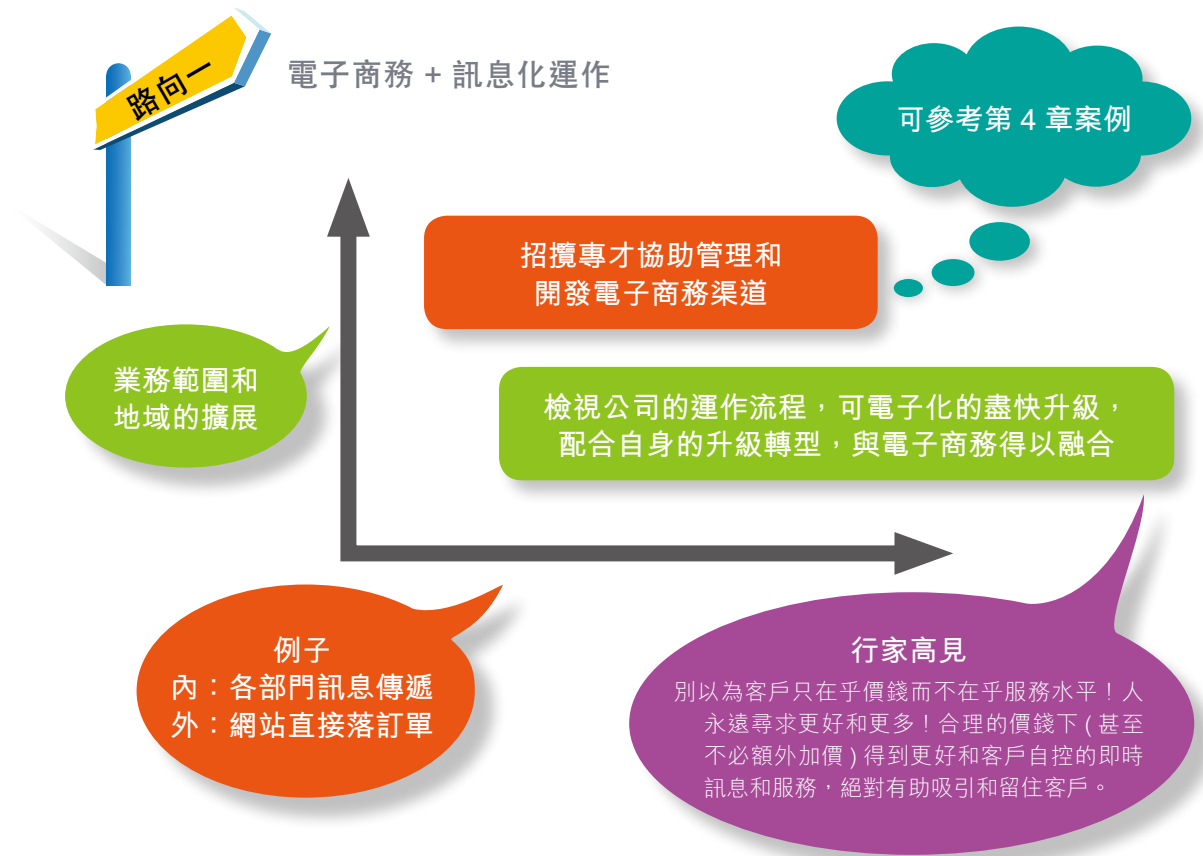 路向一
電子商務 + 訊息化運作
可參考第 4 章案例
招攬專才協助管理和
開發電子商務渠道
業務範圍和
地域的擴展
檢視公司的運作流程，可電子化的盡快升級，
配合自身的升級轉型，與電子商務得以融合
例子
內：各部門訊息傳遞
外：網站直接落訂單
行家高見
別以為客戶只在乎價錢而不在乎服務水平！人
永遠尋求更好和更多！合理的價錢下 ( 甚至
不必額外加價 ) 得到更好和客戶自控的即時
訊息和服務，絕對有助吸引和留住客戶。